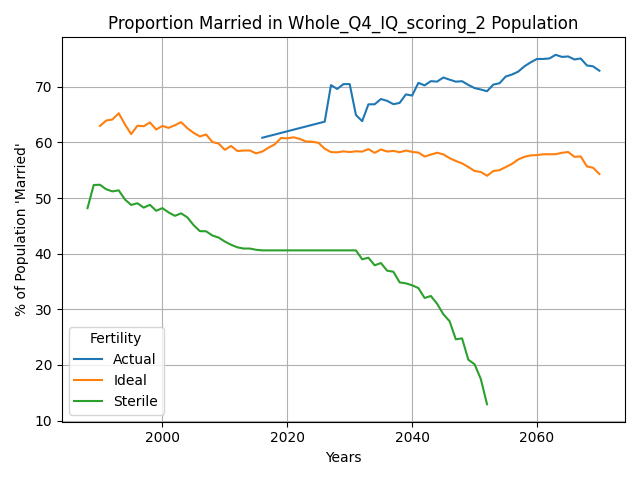 Proportion Married in Whole_Q4_IQ_scoring_2 Population
% of Population 'Married'
70
60
50
40
30
20
10
Fertility
Actual
Ideal
Sterile
2000 2020 2040 2060
Years